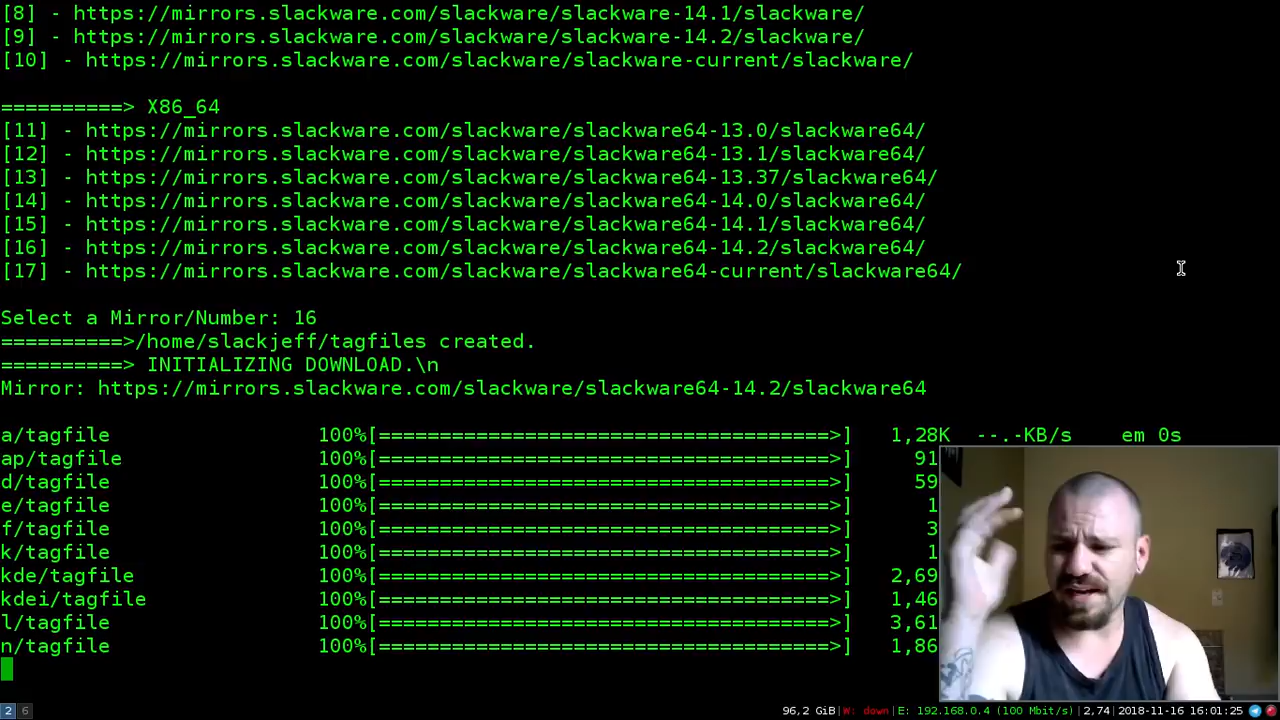 [8] - https://mirrors.slackware.com/slackware/slackware-14.1/slackware/
[9] - https://mirrors.slackware.com/slackware/slackware-14.2/slackware/
[10] - https://mirrors.slackware.com/slackware/slackware-current/slackware/
==========> X86_64
[11] - https://mirrors.slackware.com/slackware/slackware64-13.0/slackware64/
[12] - https://mirrors.slackware.com/slackware/slackware64-13.1/slackware64/
[13] - https://mirrors.slackware.com/slackware/slackware64-13.37/slackware64/
[14] - https://mirrors.slackware.com/slackware/slackware64-14.0/slackware64/
[15] - https://mirrors.slackware.com/slackware/slackware64-14.1/slackware64/
[16] - https://mirrors.slackware.com/slackware/slackware64-14.2/slackware64/
[17] - https://mirrors.slackware.com/slackware/slackware64-current/slackware64/
Select a Mirror/Number: 16
==========>/home/slackjeff/tagfiles created.
==========> INITIALIZING DOWNLOAD.\n
Mirror: https://mirrors.slackware.com/slackware/slackware64-14.2/slackware64
a/tagfile 100%[=====================================>] 1,28K --.-KB/s em 0s
ap/tagfile 100%[=====================================>] 91
d/tagfile 100%[=====================================>] 59
e/tagfile 100%[=====================================>] 1
f/tagfile 100%[=====================================>] 3
k/tagfile 100%[=====================================>] 1
kde/tagfile 100%[=====================================>] 2,69
kdei/tagfile 100%[=====================================>] 1,46
l/tagfile 100%[=====================================>] 3,61
n/tagfile 100%[=====================================>] 1,86
2 6 96,2 GiB|W: down|E: 192.168.0.4 (100 Mbit/s)|2,74|2018-11-16 16:01:25